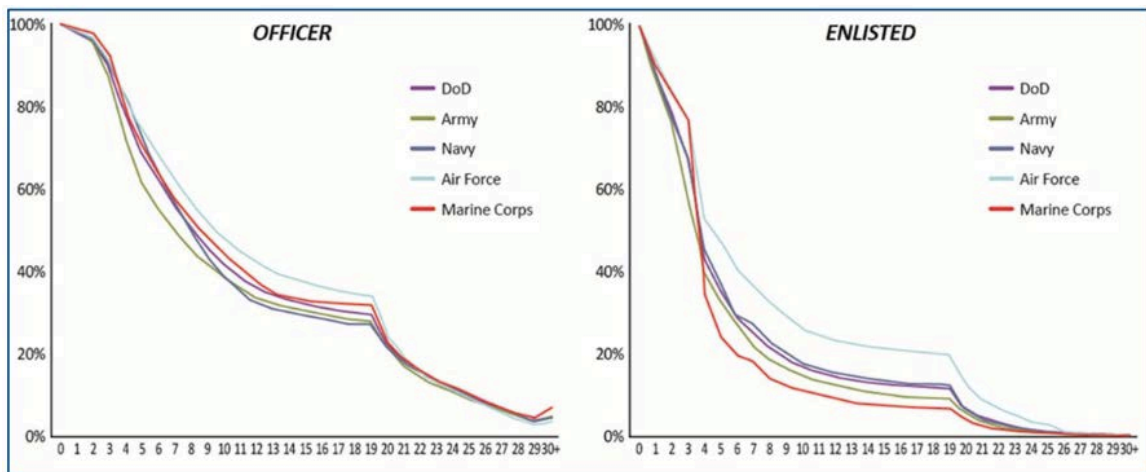 OFFICER
100%
80%
60%
40%
20%
0%
DoD
Army
Navy
Air Force
Marine Corps
0 1 2 3 4 5 6 7 8 9 10 11 12 13 14 15 16 17 18 19 20 21 22 23 24 25 26 27 28 29 30+
ENLISTED
100%
80%
60%
40%
20%
0%
DoD
Army
Navy
Air Force
Marine Corps
0 1 2 3 4 5 6 7 8 9 10 11 12 13 14 15 16 17 18 19 20 21 22 23 24 25 26 27 28 29 30+